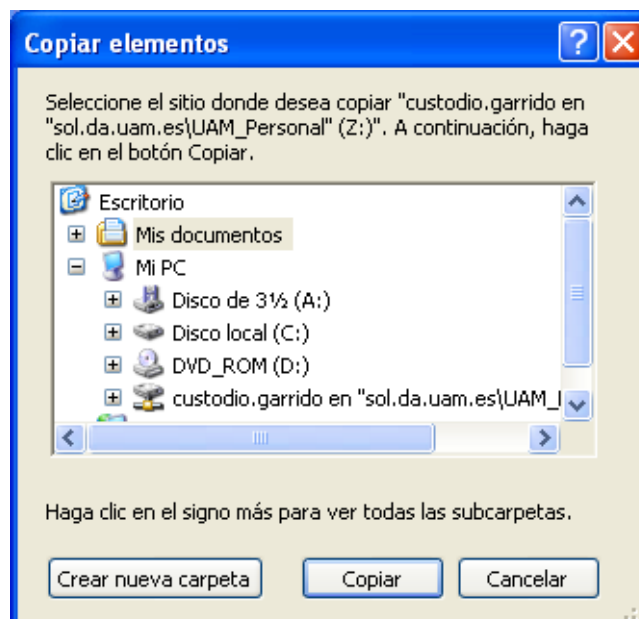 Copiar elementos
Seleccione el sitio donde desea copiar "custodio.garrido en
"sol.da.uam.es\UAM_Personal" (Z:)". A continuación, haga
clic en el botón Copiar.
Escritorio
Mis documentos
Mi PC
Disco de 3½ (A:)
Disco local (C:)
DVD_ROM (D:)
custodio.garrido en "sol.da.uam.es\UAM_
Haga clic en el signo más para ver todas las subcarpetas.
Crear nueva carpeta Copiar Cancelar